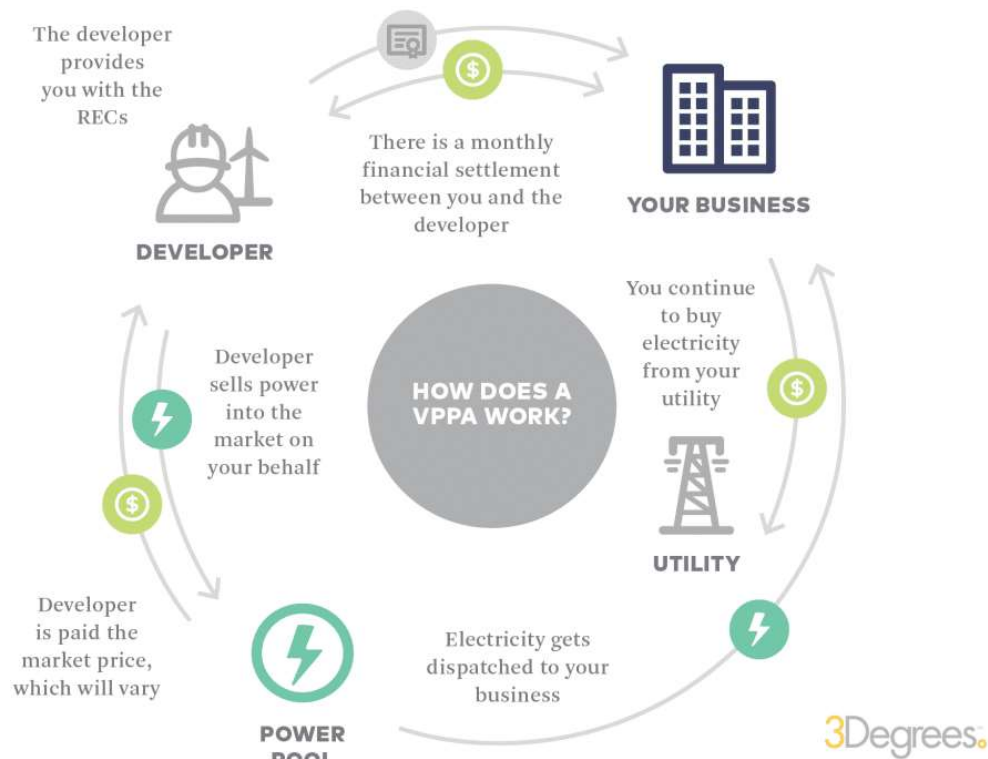 The developer
provides
you with the
RECs
There is a monthly
financial settlement
between you and the
developer
DEVELOPER
YOUR BUSINESS
You continue
to buy
electricity
from your
utility
Developer
sells power
into the
market on
your behalf
HOW DOES A
VPPA WORK?
UTILITY
Developer
is paid the
market price,
which will vary
Electricity gets
dispatched to your
business
POWER
POOL
3Degrees